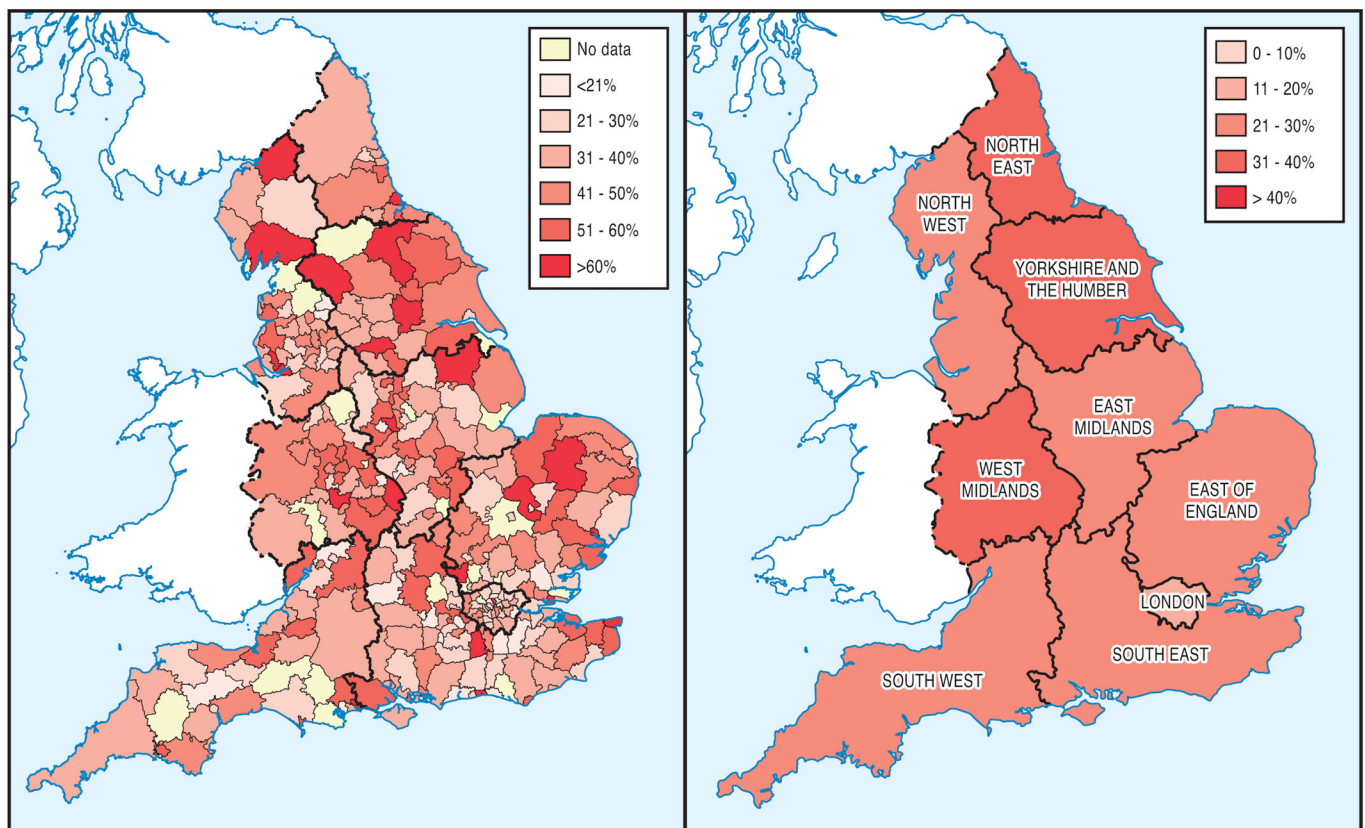 No data
<21%
21 - 30%
31 - 40%
41 - 50%
51 - 60%
>60%
0 - 10%
11 - 20%
21 - 30%
31 - 40%
> 40%
NORTH
EAST
NORTH
WEST
YORKSHIRE AND
THE HUMBER
EAST
MIDLANDS
WEST
MIDLANDS
EAST OF
ENGLAND
LONDON
SOUTH EAST
SOUTH WEST